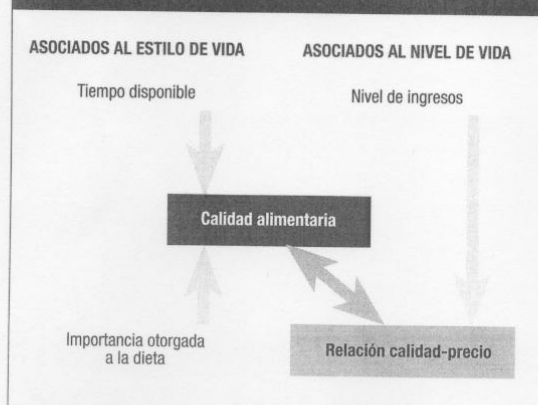 ASOCIADOS AL ESTILO DE VIDA
ASOCIADOS AL NIVEL DE VIDA
Tiempo disponible
Nivel de ingresos
Calidad alimentaria
Importancia otorgada
a la dieta
Relación calidad-precio